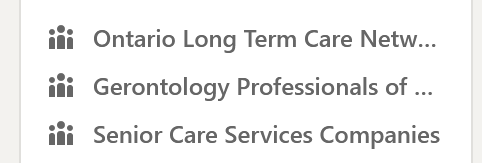 Ontario Long Term Care Netw...
Gerontology Professionals of ...
Senior Care Services Companies